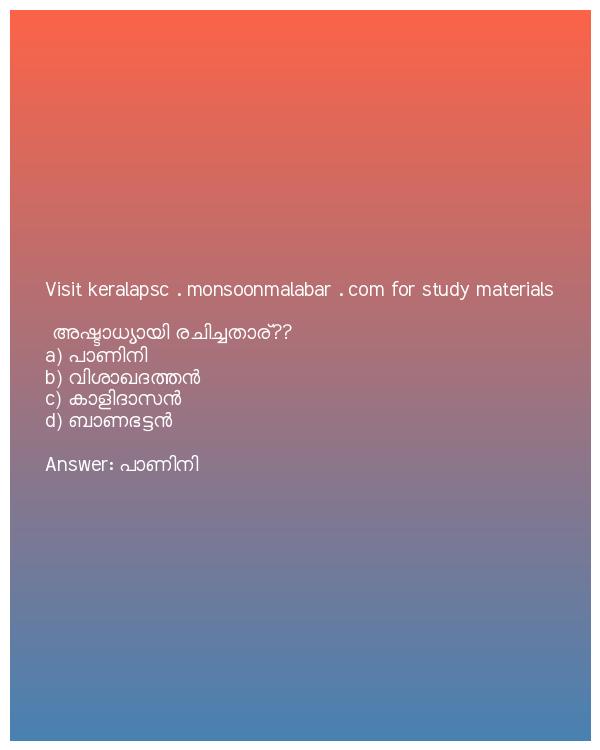 Visit keralapsc . monsoonmalabar . com for study materials
അഷ്ടാധ്യായി രചിച്ചതാര്??
a) പാണിനി
b) വിശാഖദത്തൻ
c) കാളിദാസൻ
d) ബാണഭട്ടൻ
Answer: പാണിനി